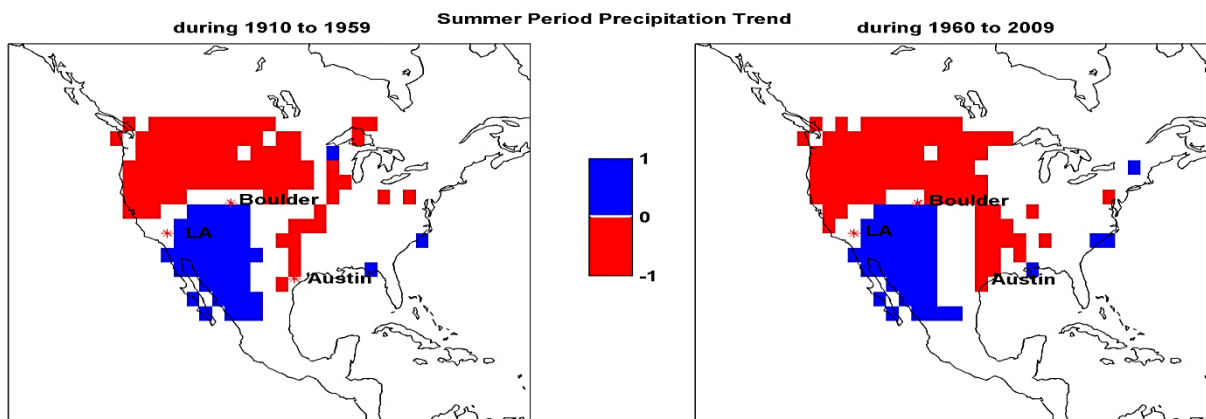 Summer Period Precipitation Trend
during 1910 to 1959
during 1960 to 2009
Boulder
LA
Austin
1
0
-1
Boulder
LA
Austin